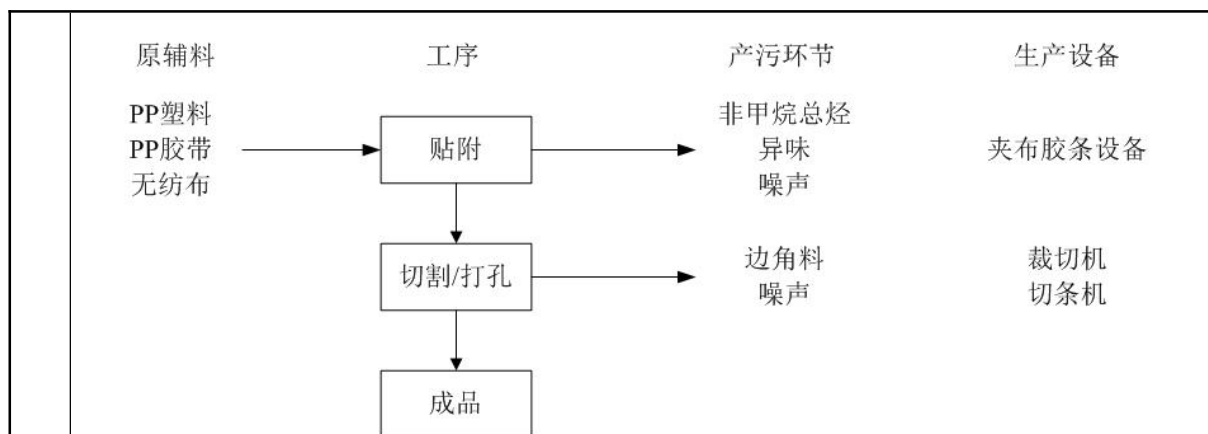 原辅料 工序 产污环节 生产设备
PP塑料
PP胶带
无纺布
贴附
非甲烷总烃
异味
噪声
夹布胶条设备
切割/打孔
边角料
噪声
裁切机
切条机
成品